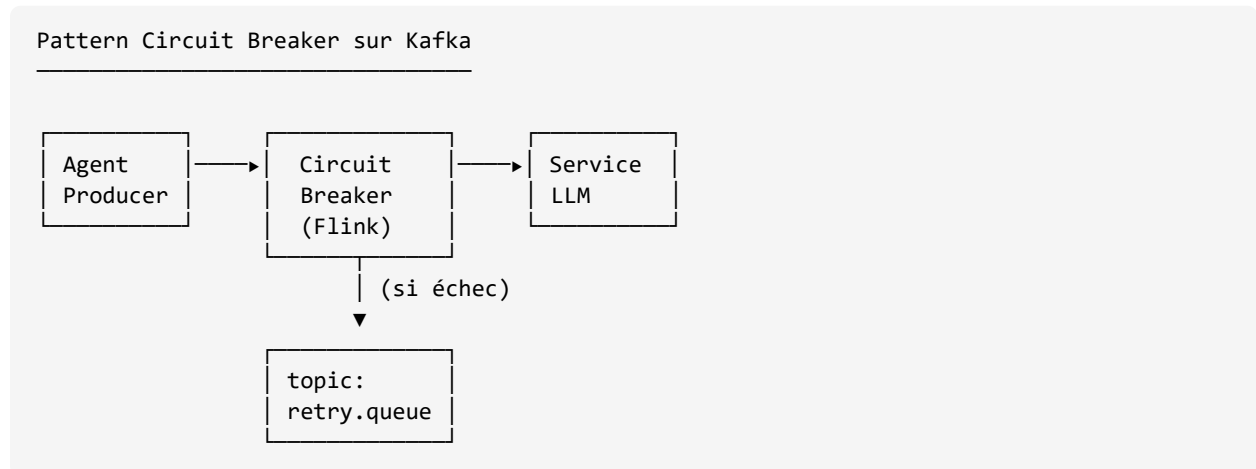 Pattern Circuit Breaker sur Kafka
Agent
Producer
Circuit
Breaker
(Flink)
Service
LLM
(si échec)
topic:
retry.queue